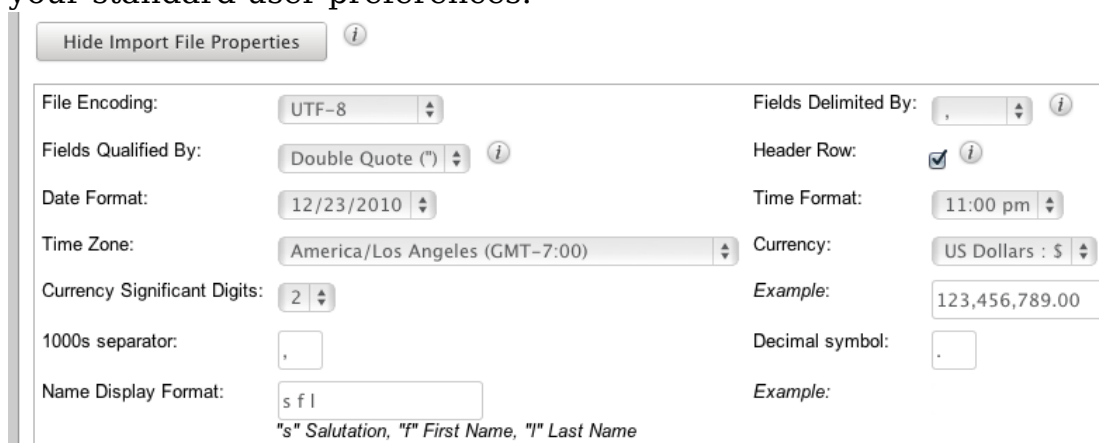 your standard user preferences.
Hide Import File Properties i
File Encoding: UTF-8 Fields Delimited By: , i
Fields Qualified By: Double Quote (") i Header Row: i
Date Format: 12/23/2010 Time Format: 11:00 pm
Time Zone: America/Los Angeles (GMT-7:00) Currency: US Dollars : $
Currency Significant Digits: 2 Example: 123,456,789.00
1000s separator: , Decimal symbol: .
Name Display Format: s f l Example:
"s" Salutation, "f" First Name, "l" Last Name